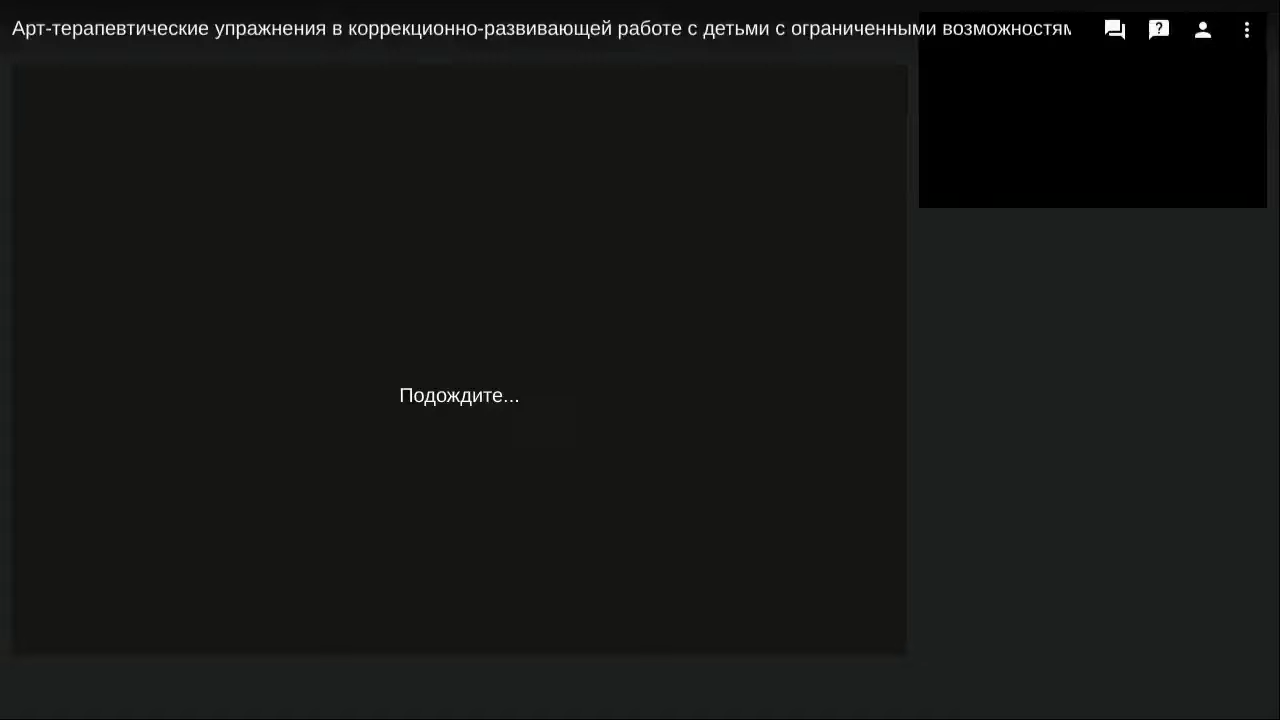 Арт-терапевтические упражнения в коррекционно-развивающей работе с детьми с ограниченными возможностям
Подождите...